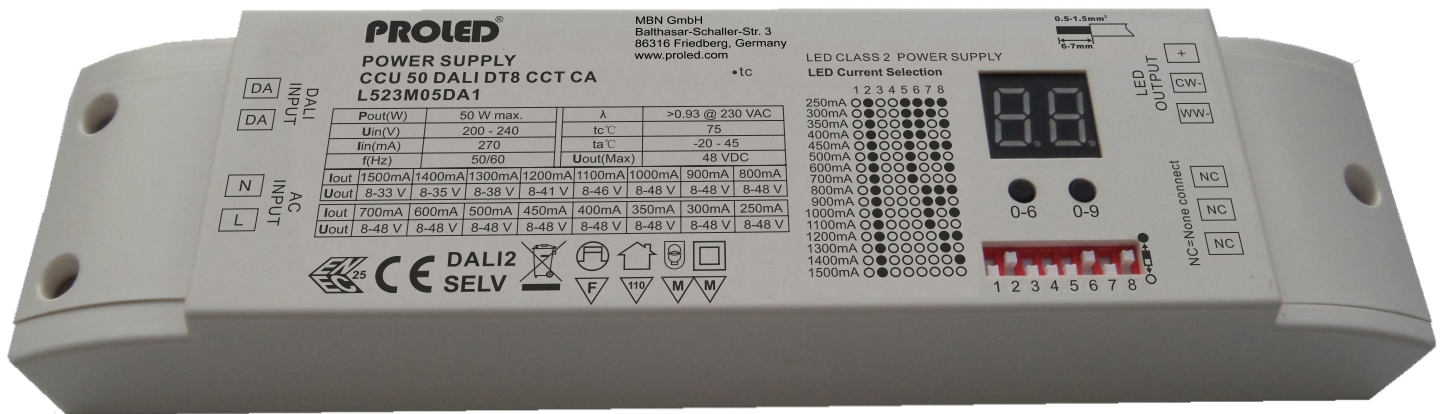 PROLED®
POWER SUPPLY
CCU 50 DALI DT8 CCT CA
L523M05DA1
MBN GmbH
Balthasar-Schaller-Str. 3
86316 Friedberg, Germany
www.proled.com
•tc
DA
DA
DALI
INPUT
N
L
AC
INPUT
Pout(W) 50 W max. λ >0.93 @ 230 VAC
Uin(V) 200 - 240 tc℃ 75
Iin(mA) 270 ta℃ -20 - 45
f(Hz) 50/60 Uout(Max) 48 VDC
Iout 1500mA 1400mA 1300mA 1200mA 1100mA 1000mA 900mA 800mA
Uout 8-33 V 8-35 V 8-38 V 8-41 V 8-46 V 8-48 V 8-48 V 8-48 V
Iout 700mA 600mA 500mA 450mA 400mA 350mA 300mA 250mA
Uout 8-48 V 8-48 V 8-48 V 8-48 V 8-48 V 8-48 V 8-48 V 8-48 V
ENEC 25
CE
DALI2
SELV
F
110
M
M
LED CLASS 2 POWER SUPPLY
LED Current Selection
1 2 3 4 5 6 7 8
250mA
300mA
350mA
400mA
450mA
500mA
600mA
700mA
800mA
900mA
1000mA
1100mA
1200mA
1300mA
1400mA
1500mA
0.5-1.5mm²
6-7mm
0-6
0-9
1 2 3 4 5 6 7 8
LED
OUTPUT
+
CW-
WW-
NC=None connect
NC
NC
NC